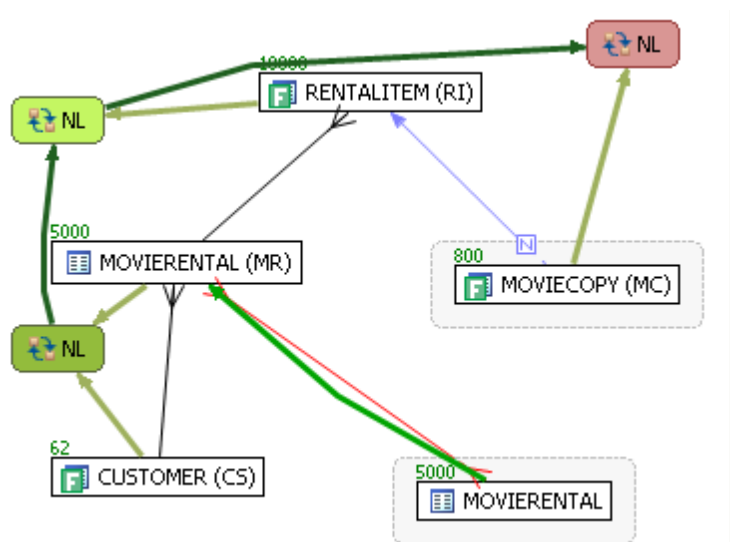 NL
10000
RENTALITEM (RI)
NL
5000
MOVIERENTAL (MR)
N
800
MOVIECOPY (MC)
NL
62
CUSTOMER (CS)
5000
MOVIERENTAL